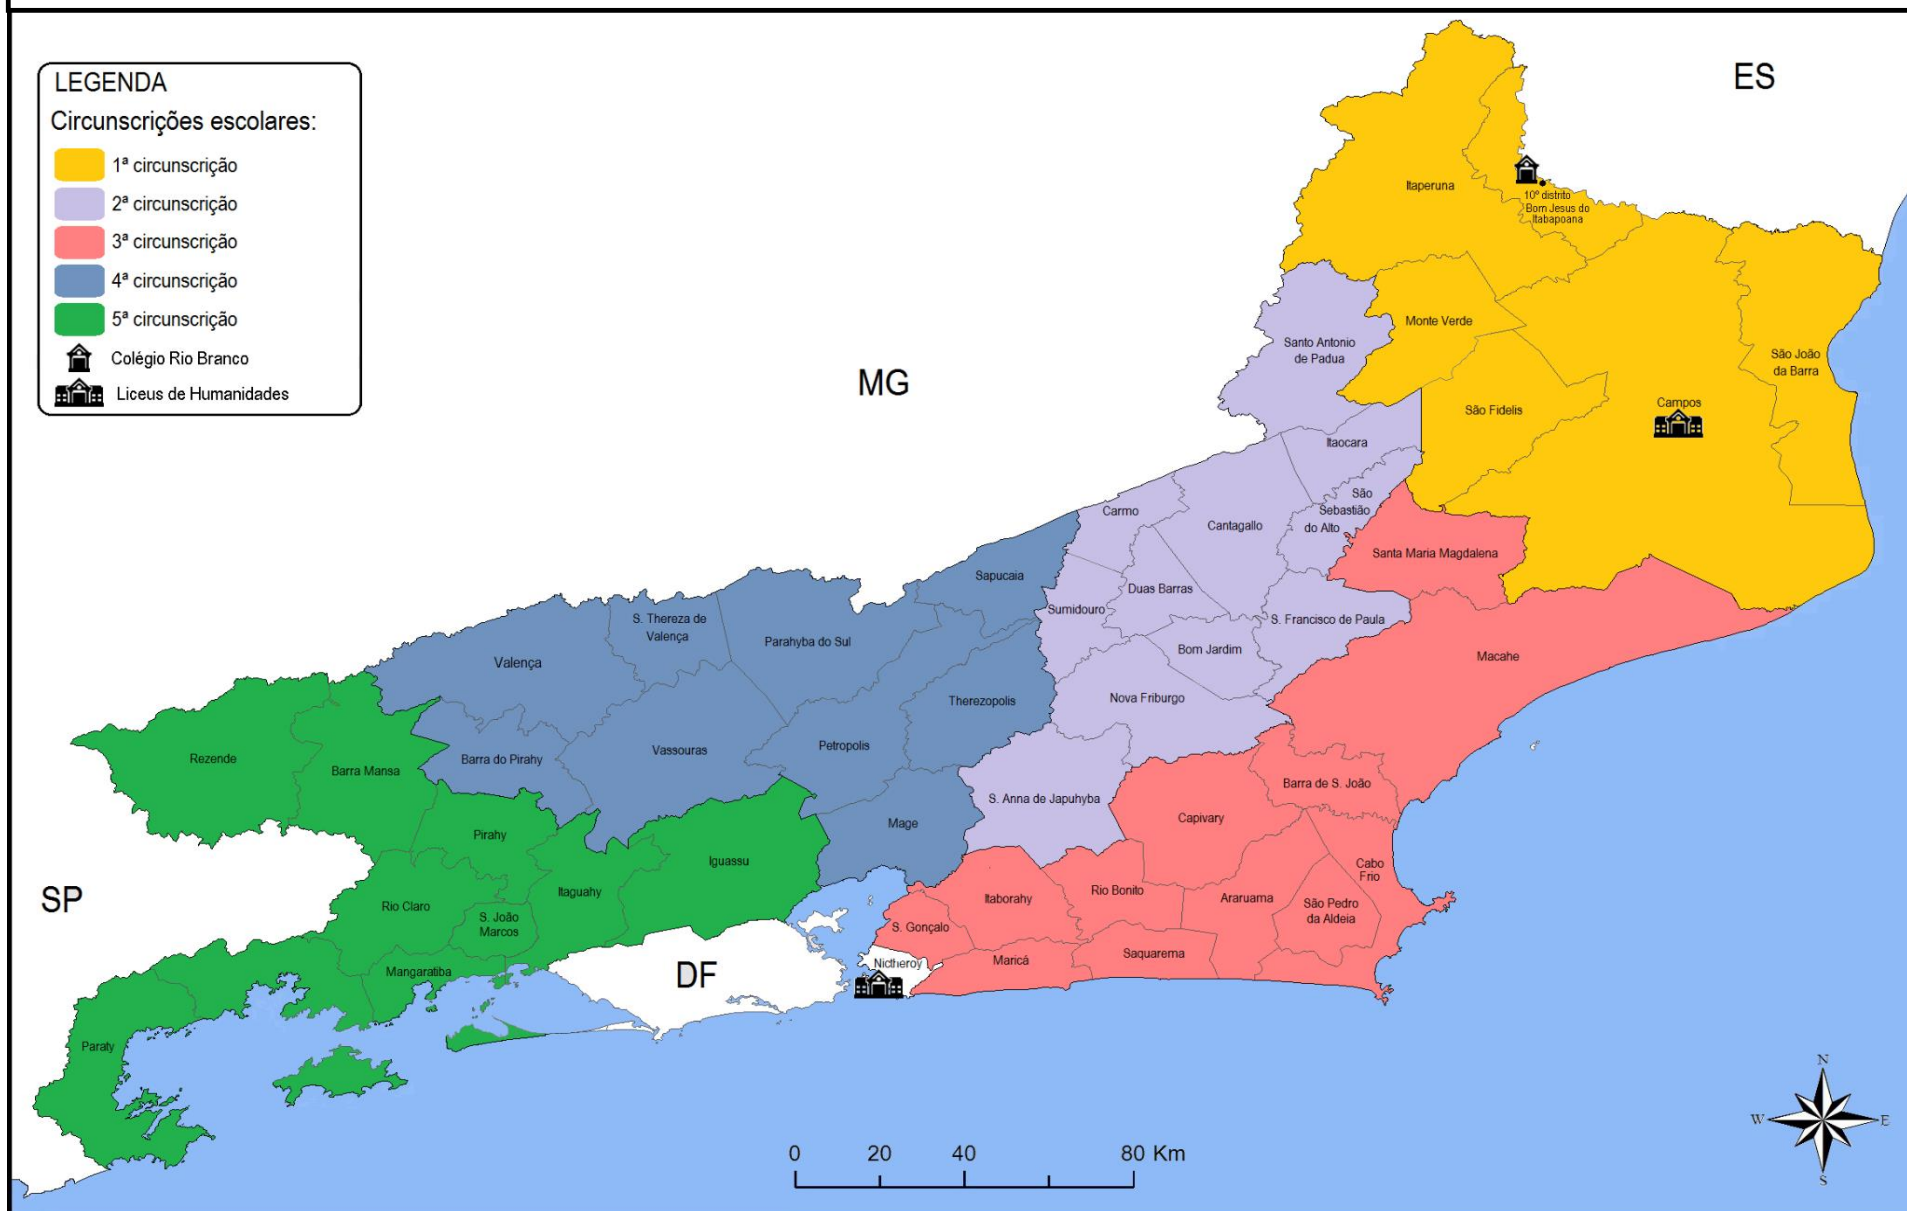 LEGENDA
Circunscrições escolares:
1ª circunscrição
2ª circunscrição
3ª circunscrição
4ª circunscrição
5ª circunscrição
Colégio Rio Branco
Liceus de Humanidades
ES
MG
SP
DF
Itaperuna
10º distrito
Bom Jesus do
Itabapoana
Monte Verde
Santo Antonio
de Padua
São João
da Barra
Campos
São Fidelis
Itaocara
São
Sebastião
do Alto
Carmo
Cantagallo
Santa Maria Magdalena
Sapucaia
Duas Barras
Sumidouro
S. Francisco de Paula
S. Thereza de
Valença
Parahyba do Sul
Bom Jardim
Macahe
Valença
Nova Friburgo
Therezopolis
Vassouras
Petropolis
Rezende
Barra Mansa
Barra do Pirahy
Barra de S. João
S. Anna de Japuhyba
Capivary
Mage
Pirahy
Iguassu
Cabo
Frio
Itaguahy
Rio Bonito
Itaborahy
Araruama
São Pedro
da Aldeia
Rio Claro
S. João
Marcos
S. Gonçalo
Saquarema
Maricá
Nictheroy
Mangaratiba
Paraty
N
W
E
S
0 20 40 80 Km